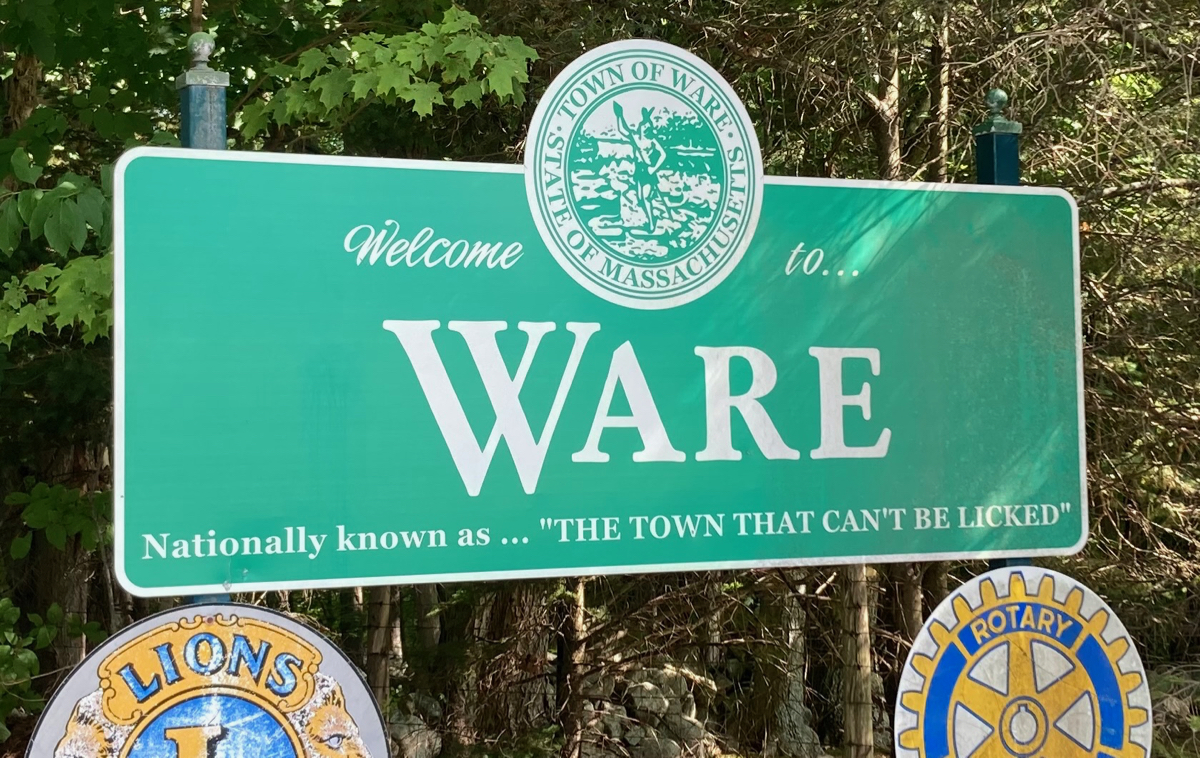 · TOWN OF WARE ·
STATE OF MASSACHUSETTS
Welcome to...
WARE
Nationally known as ... "THE TOWN THAT CAN'T BE LICKED"
LIONS
L
ROTARY